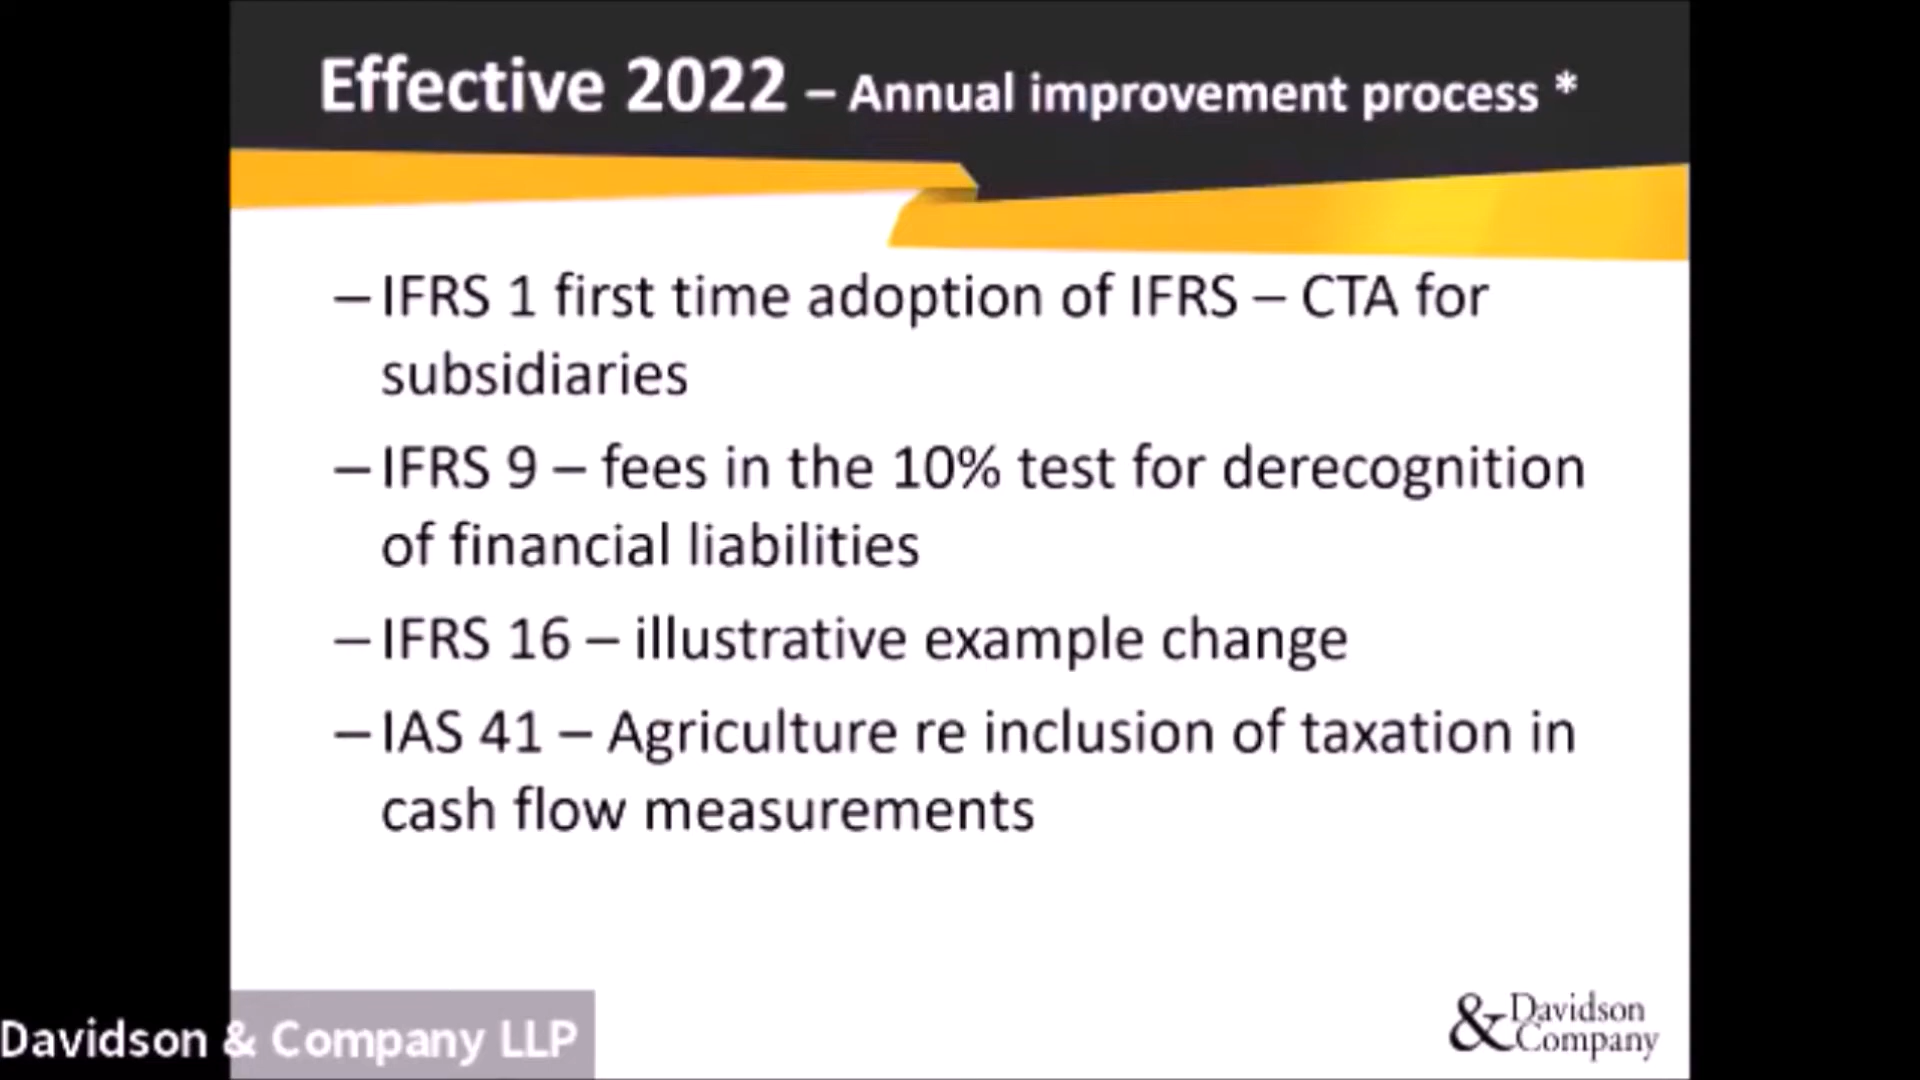 Effective 2022 – Annual improvement process *
– IFRS 1 first time adoption of IFRS – CTA for
subsidiaries
– IFRS 9 – fees in the 10% test for derecognition
of financial liabilities
– IFRS 16 – illustrative example change
– IAS 41 – Agriculture re inclusion of taxation in
cash flow measurements
Davidson & Company LLP
& Davidson
Company